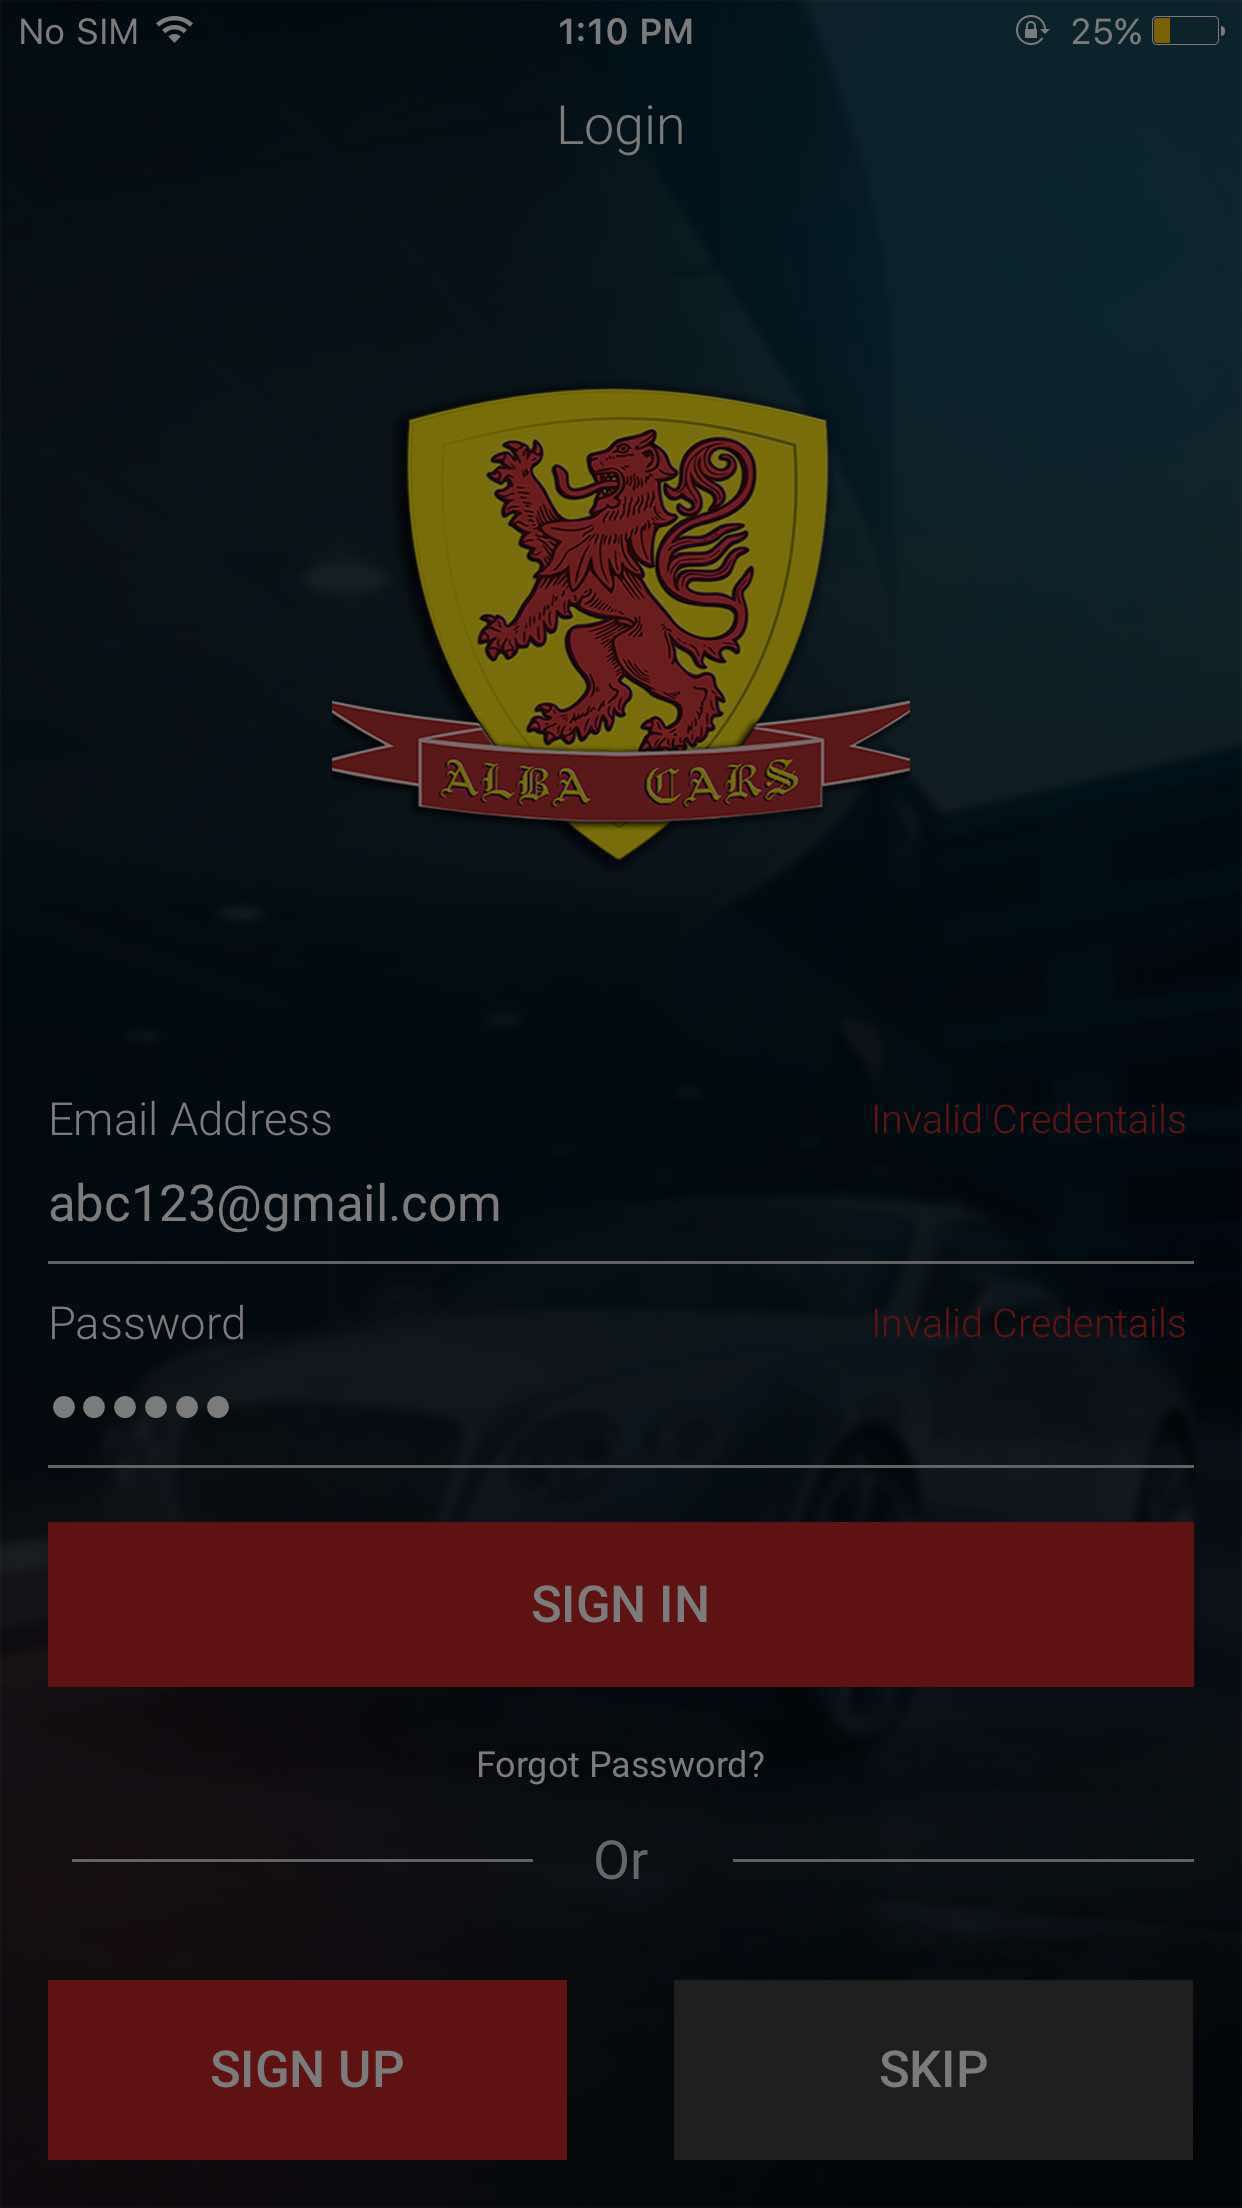 No SIM 1:10 PM 25%
Login
ALBA CARS
Email Address Invalid Credentails
abc123@gmail.com
Password Invalid Credentails
SIGN IN
Forgot Password?
Or
SIGN UP SKIP